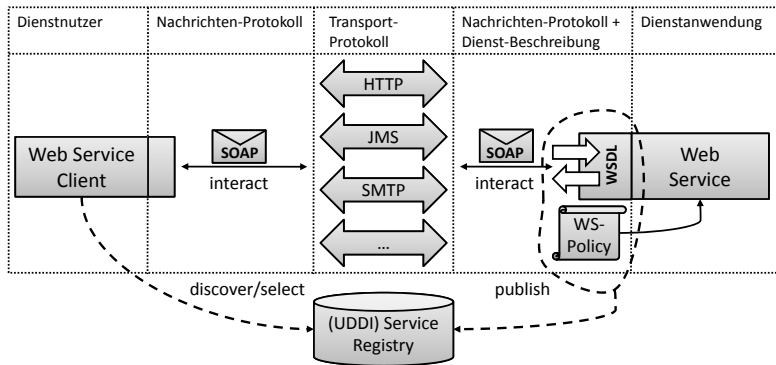 Dienstnutzer
Nachrichten-Protokoll
Transport-
Protokoll
Nachrichten-Protokoll +
Dienst-Beschreibung
Dienstanwendung
HTTP
JMS
SMTP
...
Web Service
Client
SOAP
interact
SOAP
interact
WSDL
Web
Service
WS-
Policy
discover/select
publish
(UDDI) Service
Registry